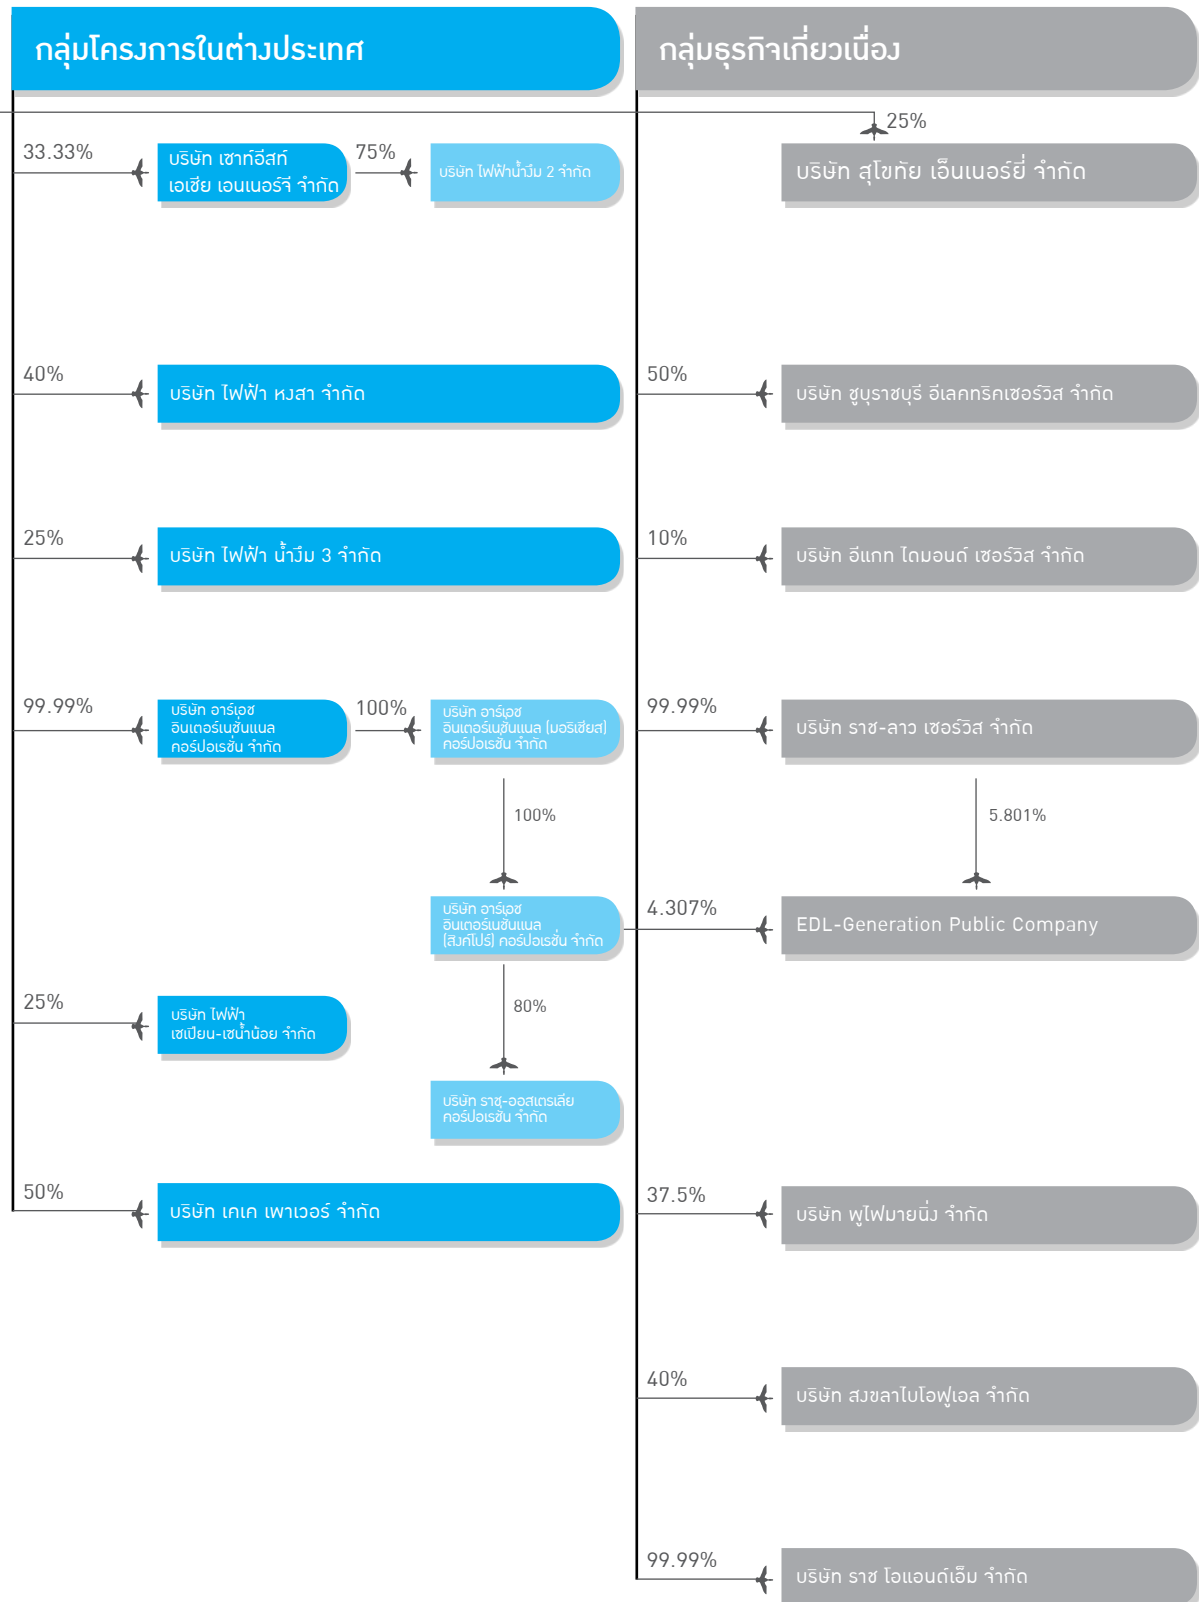 กลุ่มโครงการในต่างประเทศ
33.33%
บริษัท เซาท์อีสท์
เอเชีย เอนเนอร์จี จำกัด
75%
บริษัท ไฟฟ้าน้ำงึม 2 จำกัด
40%
บริษัท ไฟฟ้า หงสา จำกัด
25%
บริษัท ไฟฟ้า น้ำงึม 3 จำกัด
99.99%
บริษัท อาร์เอช
อินเตอร์เนชั่นแนล
คอร์ปอเรชั่น จำกัด
100%
บริษัท อาร์เอช
อินเตอร์เนชั่นแนล (มอริเชียส)
คอร์ปอเรชั่น จำกัด
100%
บริษัท อาร์เอช
อินเตอร์เนชั่นแนล
(สิงค์โปร์) คอร์ปอเรชั่น จำกัด
25%
บริษัท ไฟฟ้า
เซเปียน-เซน้ำน้อย จำกัด
80%
บริษัท ราช-ออสเตรเลีย
คอร์ปอเรชั่น จำกัด
50%
บริษัท เคเค เพาเวอร์ จำกัด
กลุ่มธุรกิจเกี่ยวเนื่อง
25%
บริษัท สุโขทัย เอ็นเนอร์ยี่ จำกัด
50%
บริษัท ชูบุราชบุรี อีเลคทริคเซอร์วิส จำกัด
10%
บริษัท อีแกท ไดมอนด์ เซอร์วิส จำกัด
99.99%
บริษัท ราช-ลาว เซอร์วิส จำกัด
5.801%
4.307%
EDL-Generation Public Company
37.5%
บริษัท พูไฟมายนิ่ง จำกัด
40%
บริษัท สงขลาไบโอฟูเอล จำกัด
99.99%
บริษัท ราช โอแอนด์เอ็ม จำกัด